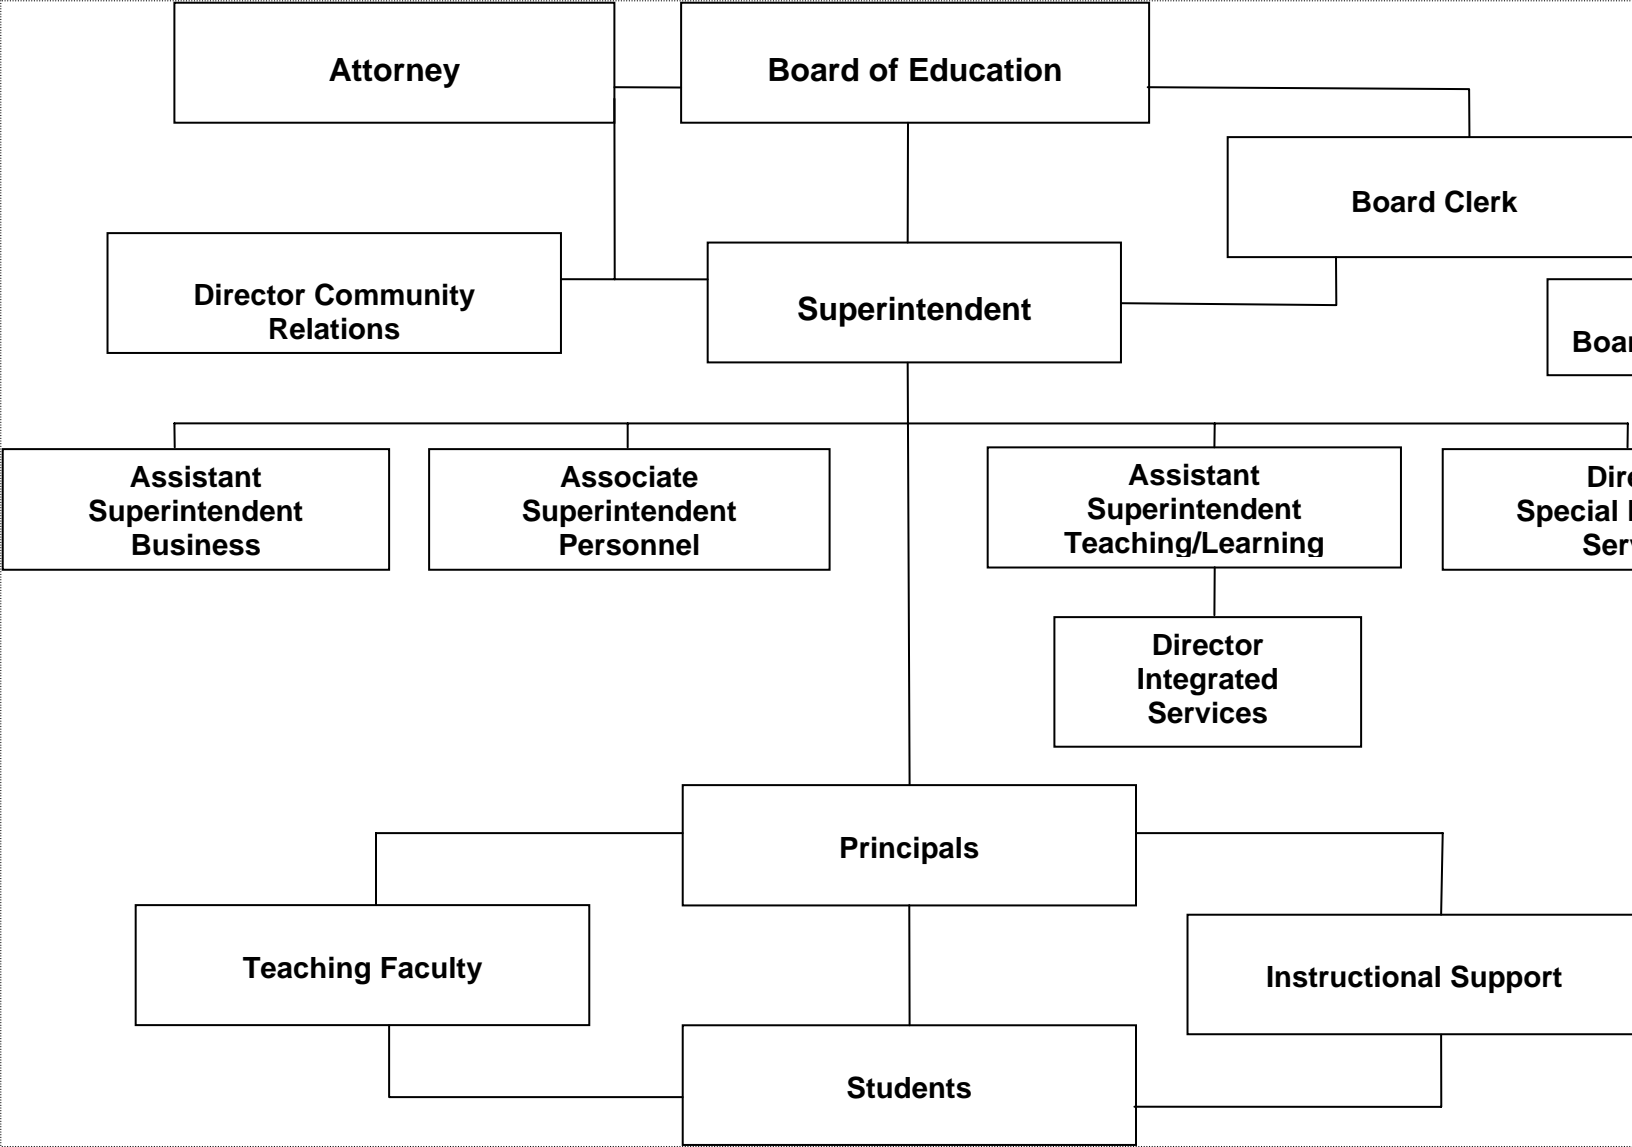 Attorney
Board of Education
Board Clerk
Director Community
Relations
Superintendent
Assistant
Superintendent
Business
Associate
Superintendent
Personnel
Assistant
Superintendent
Teaching/Learning
Special
Director
Integrated
Services
Principals
Teaching Faculty
Instructional Support
Students